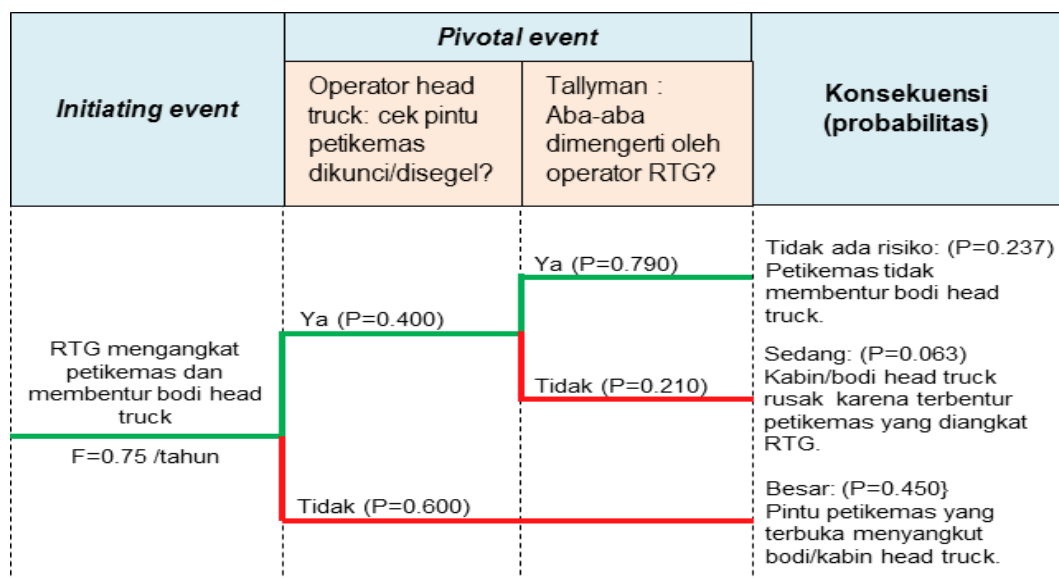 Initiating event
Pivotal event
Operator head
truck: cek pintu
petikemas
dikunci/disegel?
Tallyman :
Aba-aba
dimengerti oleh
operator RTG?
Konsekuensi
(probabilitas)
RTG mengangkat
petikemas dan
membentur bodi head
truck
F=0.75 /tahun
Ya (P=0.400)
Tidak (P=0.600)
Ya (P=0.790)
Tidak (P=0.210)
Tidak ada risiko: (P=0.237)
Petikemas tidak
membentur bodi head
truck.
Sedang: (P=0.063)
Kabin/bodi head truck
rusak karena terbentur
petikemas yang diangkat
RTG.
Besar: (P=0.450}
Pintu petikemas yang
terbuka menyangkut
bodi/kabin head truck.